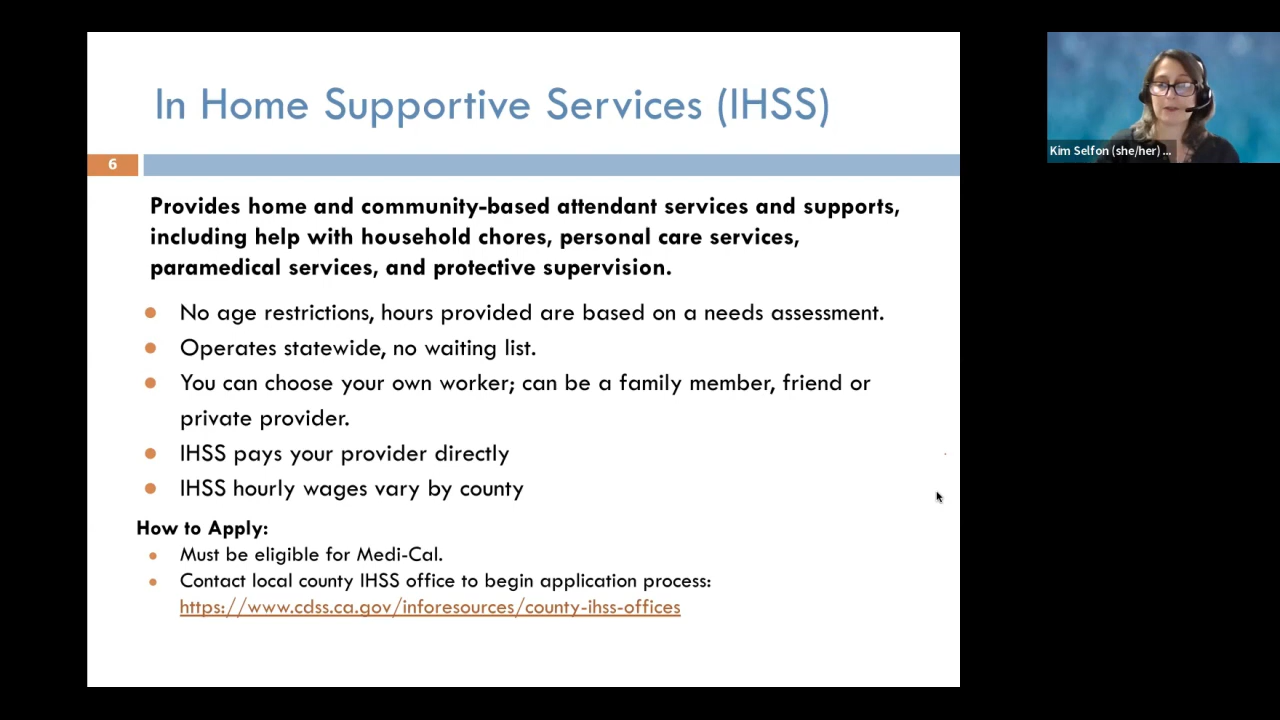 In Home Supportive Services (IHSS)
6
Provides home and community-based attendant services and supports,
including help with household chores, personal care services,
paramedical services, and protective supervision.
No age restrictions, hours provided are based on a needs assessment.
Operates statewide, no waiting list.
You can choose your own worker; can be a family member, friend or
private provider.
IHSS pays your provider directly
IHSS hourly wages vary by county
How to Apply:
Must be eligible for Medi-Cal.
Contact local county IHSS office to begin application process:
https://www.cdss.ca.gov/inforesources/county-ihss-offices
Kim Selfon (she/her) ...